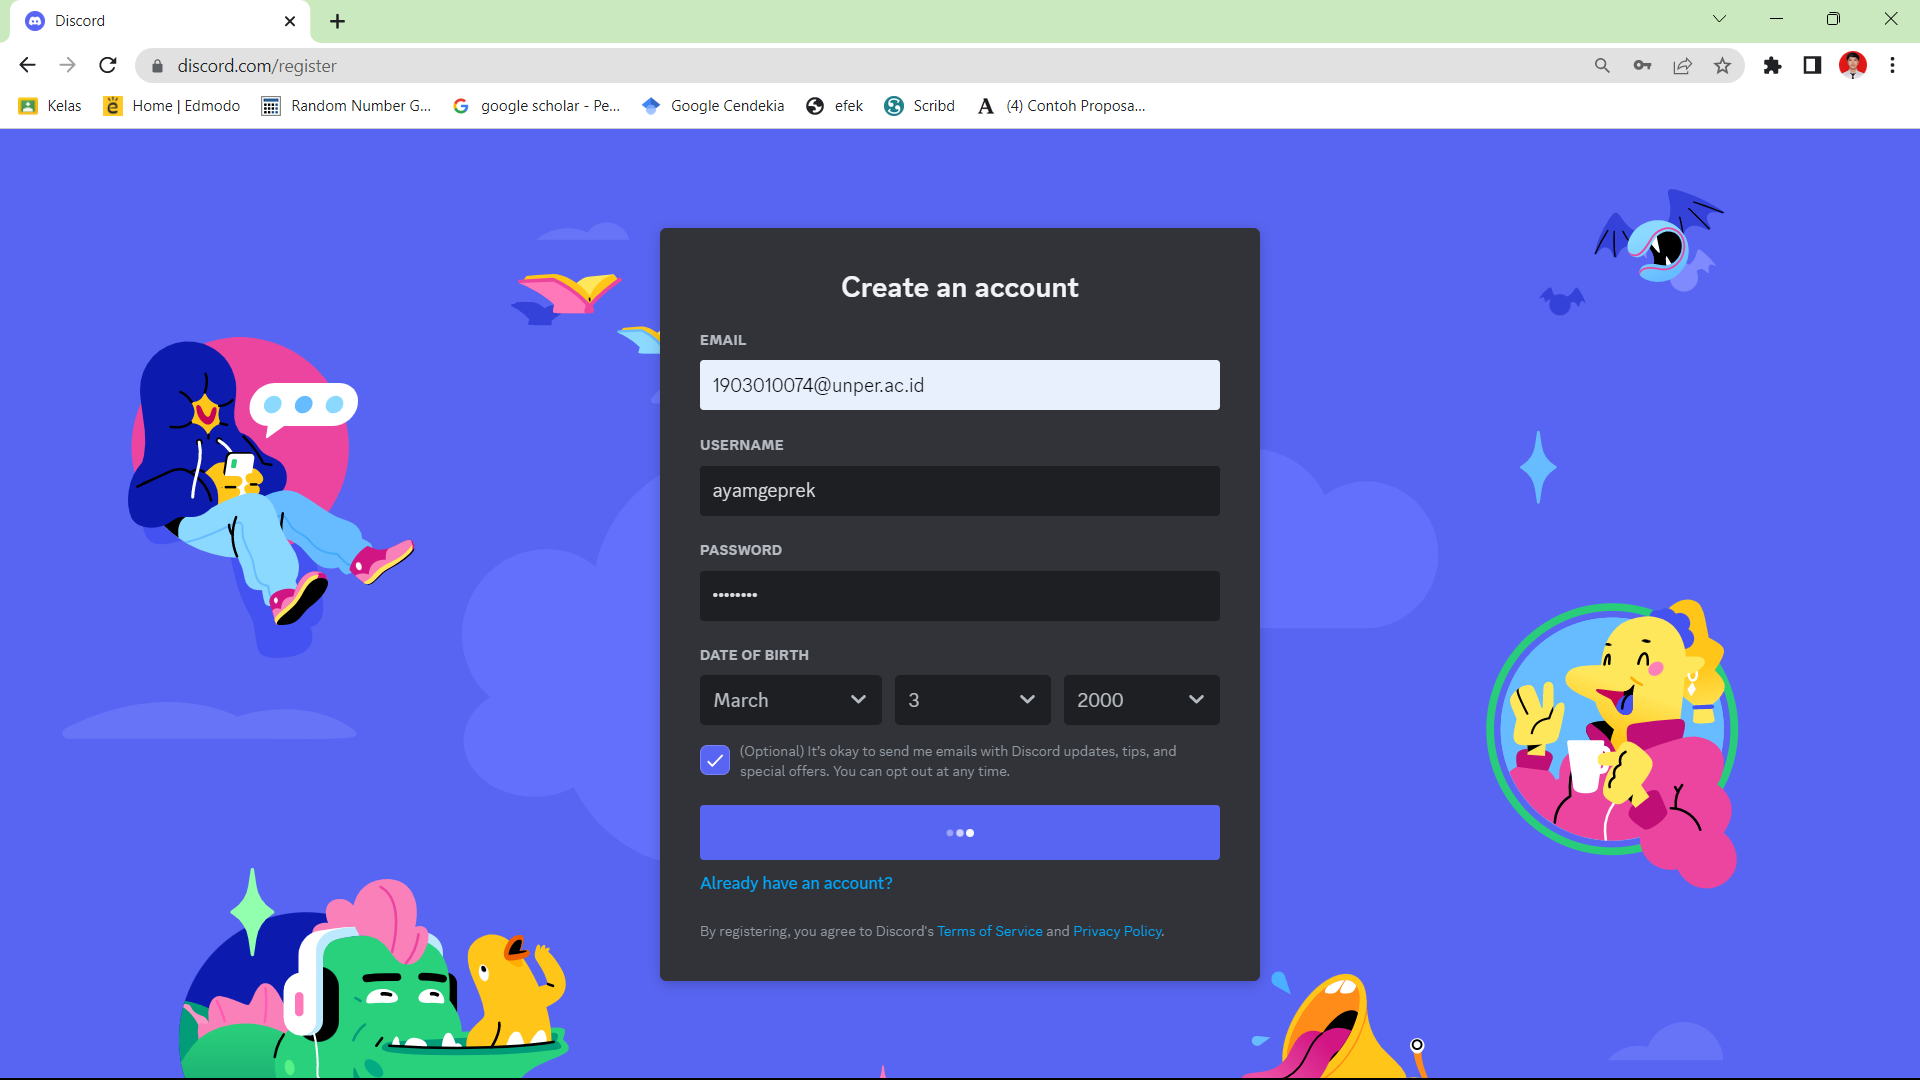 Discord
discord.com/register
Kelas
Home | Edmodo
Random Number G...
google scholar - Pe...
Google Cendekia
efek
Scribd
(4) Contoh Proposa...
Create an account
EMAIL
1903010074@unper.ac.id
USERNAME
ayamgeprek
PASSWORD
••••••••
DATE OF BIRTH
March
3
2000
(Optional) It's okay to send me emails with Discord updates, tips, and
special offers. You can opt out at any time.
Already have an account?
By registering, you agree to Discord's Terms of Service and Privacy Policy.